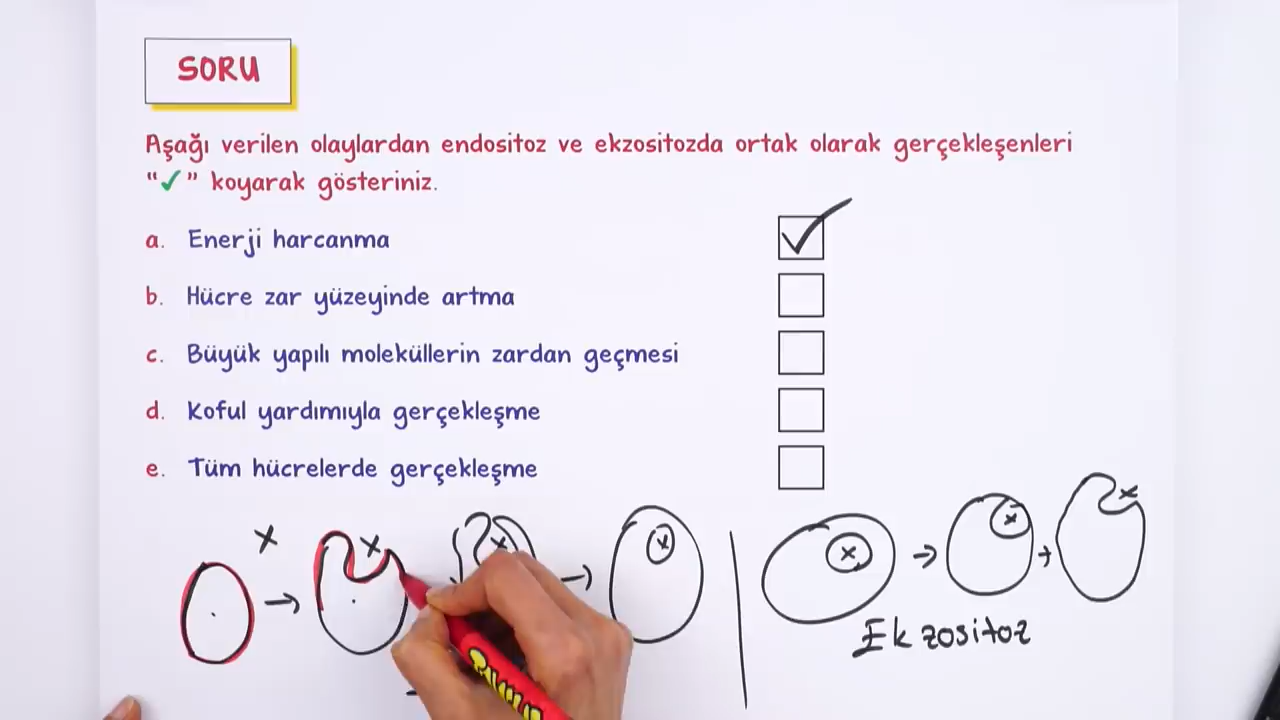 SORU
Aşağı verilen olaylardan endositoz ve ekzositozda ortak olarak gerçekleşenleri
"✓" koyarak gösteriniz.
a. Enerji harcanma
b. Hücre zar yüzeyinde artma
c. Büyük yapılı moleküllerin zardan geçmesi
d. Koful yardımıyla gerçekleşme
e. Tüm hücrelerde gerçekleşme
x x x x x x x
Ekzositoz